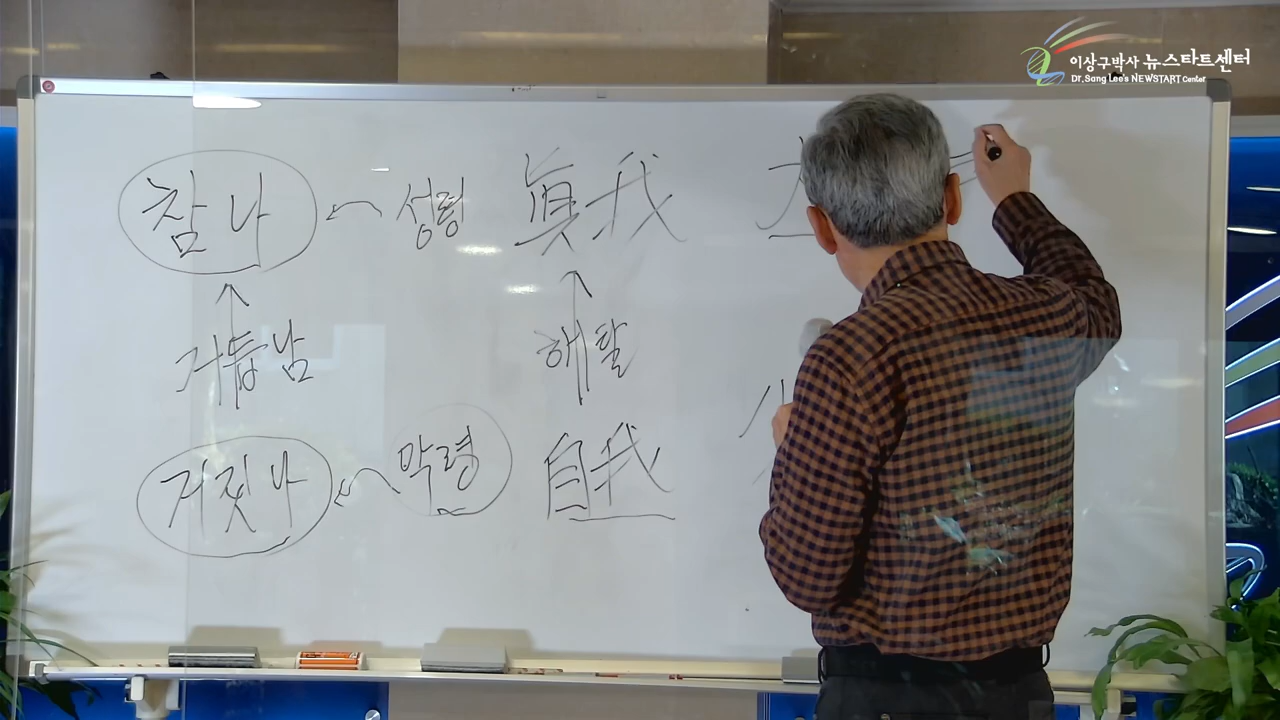 이상구박사 뉴스타트센터
Dr. Sang Lee's NEWSTART Center
참 나 성령 眞我
거듭남 해탈
거짓나 악령 自我